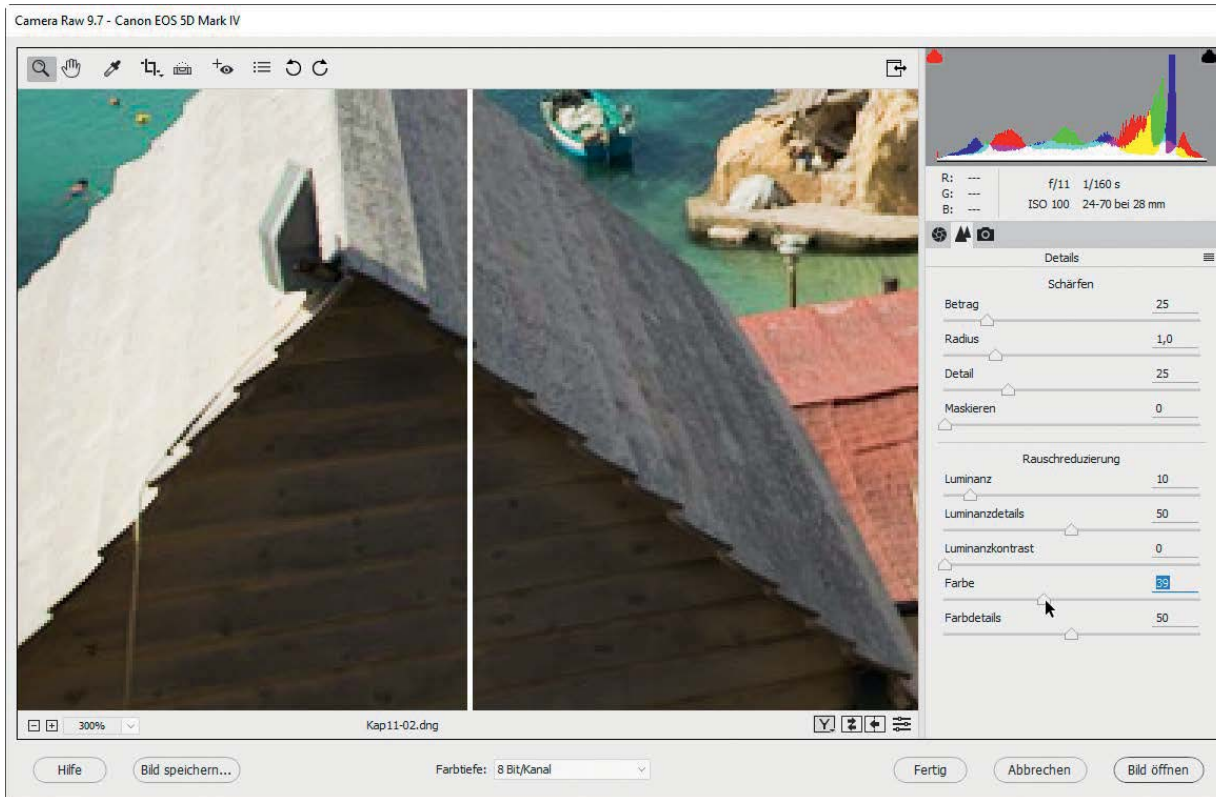 Camera Raw 9.7 - Canon EOS 5D Mark IV
R: ---
G: ---
B: ---
f/11 1/160 s
ISO 100 24-70 bei 28 mm
Details
Schärfen
Betrag 25
Radius 1,0
Detail 25
Maskieren 0
Rauschreduzierung
Luminanz 10
Luminanzdetails 50
Luminanzkontrast 0
Farbe 39
Farbdetails 50
300%
Kap11-02.dng
Y
Hilfe
Bild speichern...
Farbtiefe: 8 Bit/Kanal
Fertig
Abbrechen
Bild öffnen